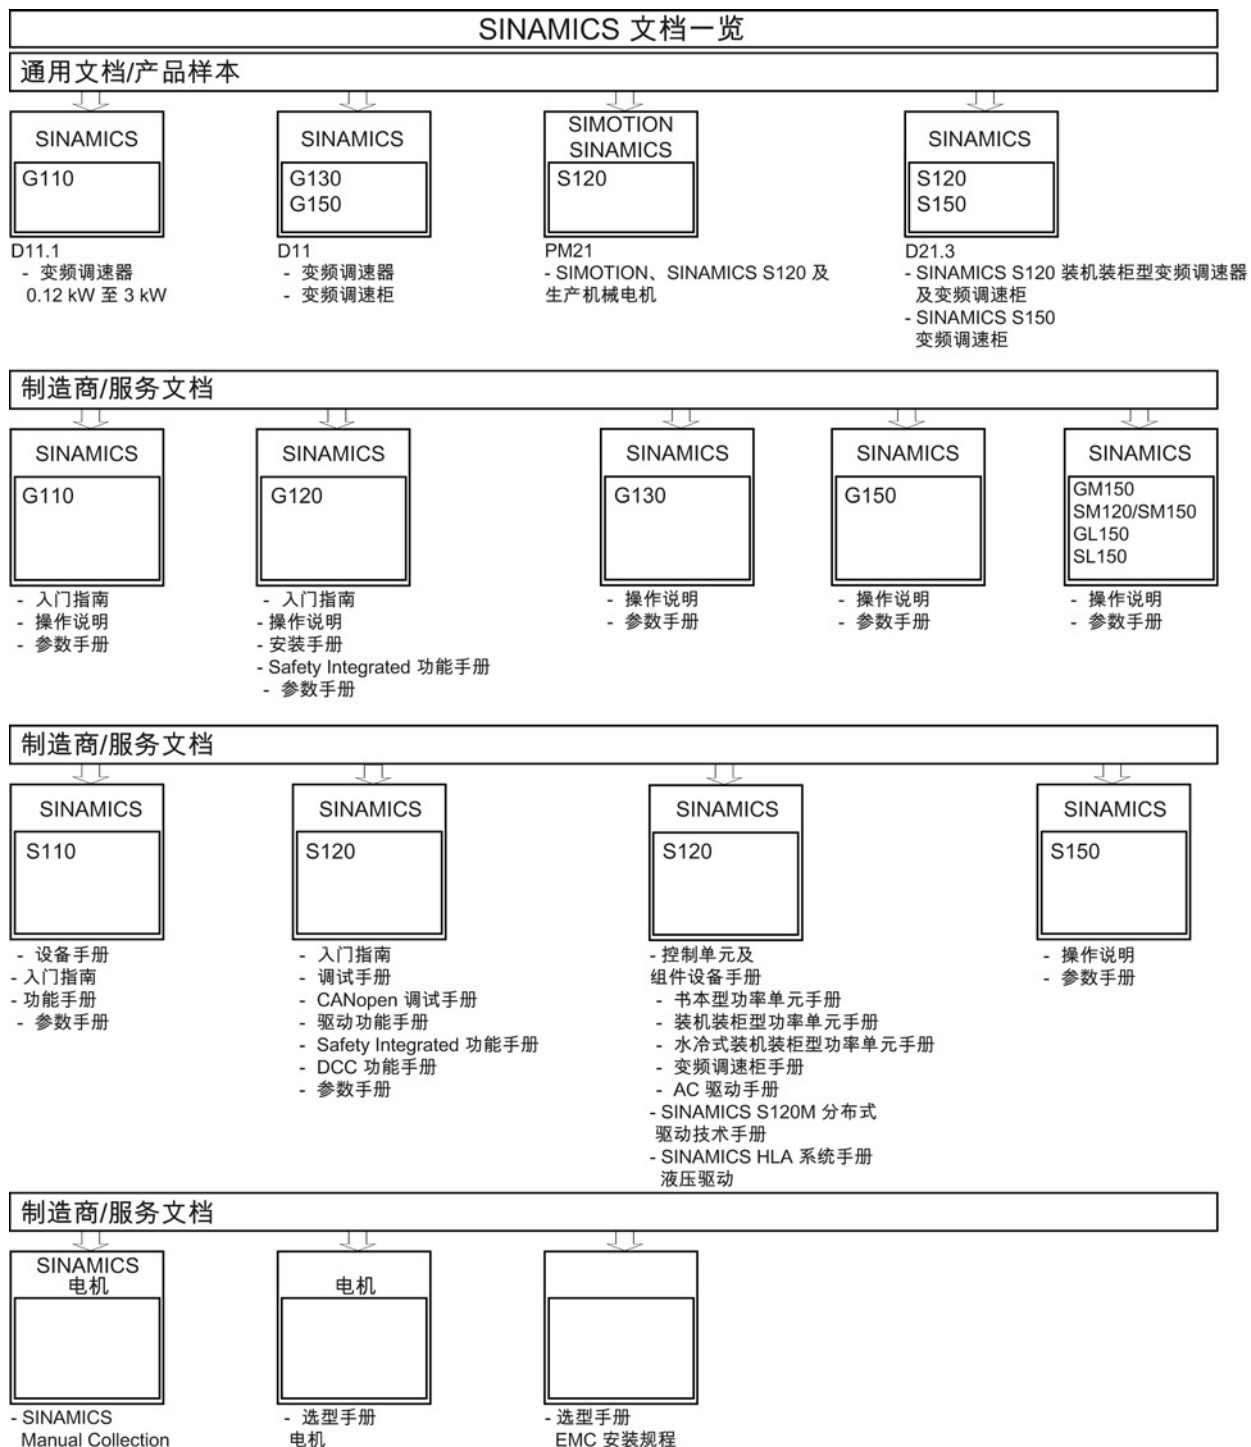 SINAMICS 文档一览
通用文档/产品样本
SINAMICS
G110
D11.1
- 变频调速器
0.12 kW 至 3 kW
SINAMICS
G130
G150
D11
- 变频调速器
- 变频调速柜
SIMOTION
SINAMICS
S120
PM21
- SIMOTION、SINAMICS S120 及
生产机械电机
SINAMICS
S120
S150
D21.3
- SINAMICS S120 装机装柜型变频调速器
及变频调速柜
- SINAMICS S150
变频调速柜
制造商/服务文档
SINAMICS
G110
- 入门指南
- 操作说明
- 参数手册
SINAMICS
G120
- 入门指南
- 操作说明
- 安装手册
- Safety Integrated 功能手册
- 参数手册
SINAMICS
G130
- 操作说明
- 参数手册
SINAMICS
G150
- 操作说明
- 参数手册
SINAMICS
GM150
SM120/SM150
GL150
SL150
- 操作说明
- 参数手册
制造商/服务文档
SINAMICS
S110
- 设备手册
- 入门指南
- 功能手册
- 参数手册
SINAMICS
S120
- 入门指南
- 调试手册
- CANopen 调试手册
- 驱动功能手册
- Safety Integrated 功能手册
- DCC 功能手册
- 参数手册
SINAMICS
S120
- 控制单元及
组件设备手册
- 书本型功率单元手册
- 装机装柜型功率单元手册
- 水冷式装机装柜型功率单元手册
- 变频调速柜手册
- AC 驱动手册
- SINAMICS S120M 分布式
驱动技术手册
- SINAMICS HLA 系统手册
液压驱动
SINAMICS
S150
- 操作说明
- 参数手册
制造商/服务文档
SINAMICS
电机
- SINAMICS
Manual Collection
电机
- 选型手册
电机
- 选型手册
EMC 安装规程